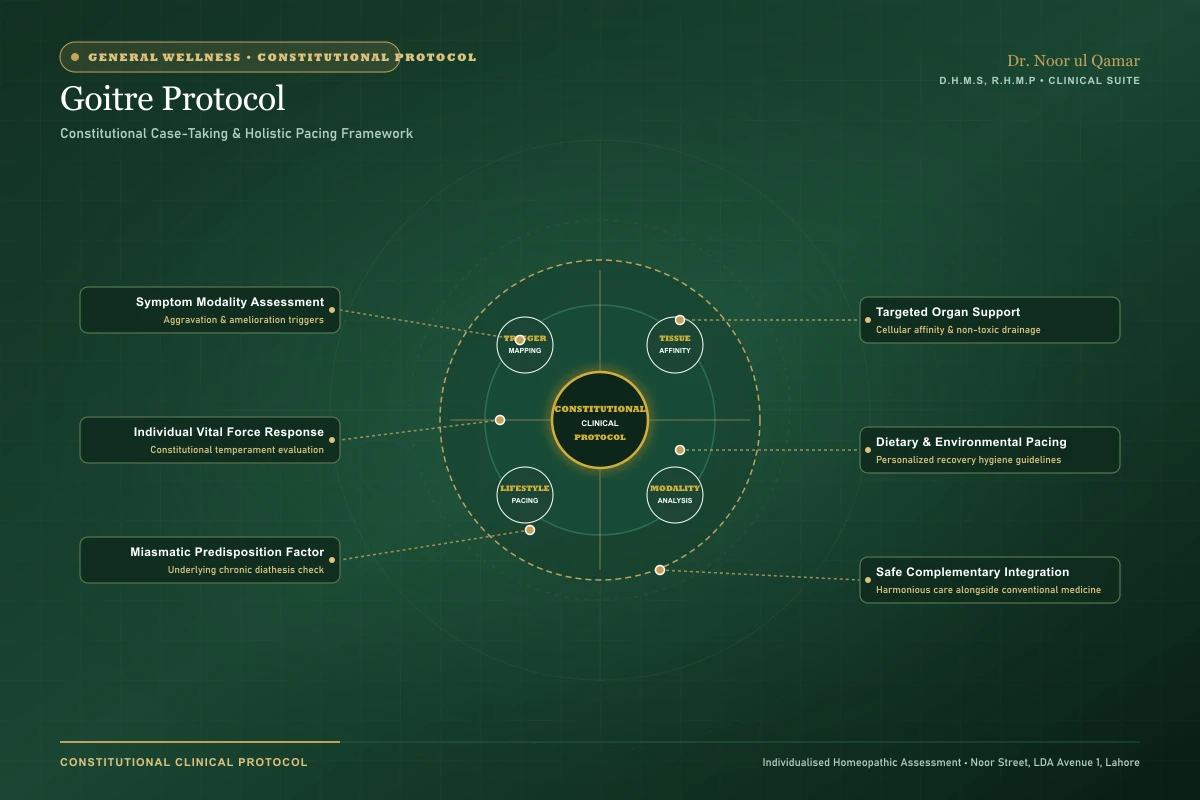 GENERAL WELLNESS • CONSTITUTIONAL PROTOCOL
Goitre Protocol
Constitutional Case-Taking & Holistic Pacing Framework
Dr. Noor ul Qamar
D.H.M.S, R.H.M.P • CLINICAL SUITE
Symptom Modality Assessment
Aggravation & amelioration triggers
Individual Vital Force Response
Constitutional temperament evaluation
Miasmatic Predisposition Factor
Underlying chronic diathesis check
MAPPING
TISSUE
AFFINITY
CONSTITUTIONAL
CLINICAL
PROTOCOL
LIFESTYLE
PACING
MODALITY
ANALYSIS
Targeted Organ Support
Cellular affinity & non-toxic drainage
Dietary & Environmental Pacing
Personalized recovery hygiene guidelines
Safe Complementary Integration
Harmonious care alongside conventional medicine
CONSTITUTIONAL CLINICAL PROTOCOL
Individualised Homeopathic Assessment • Noor Street, LDA Avenue 1, Lahore